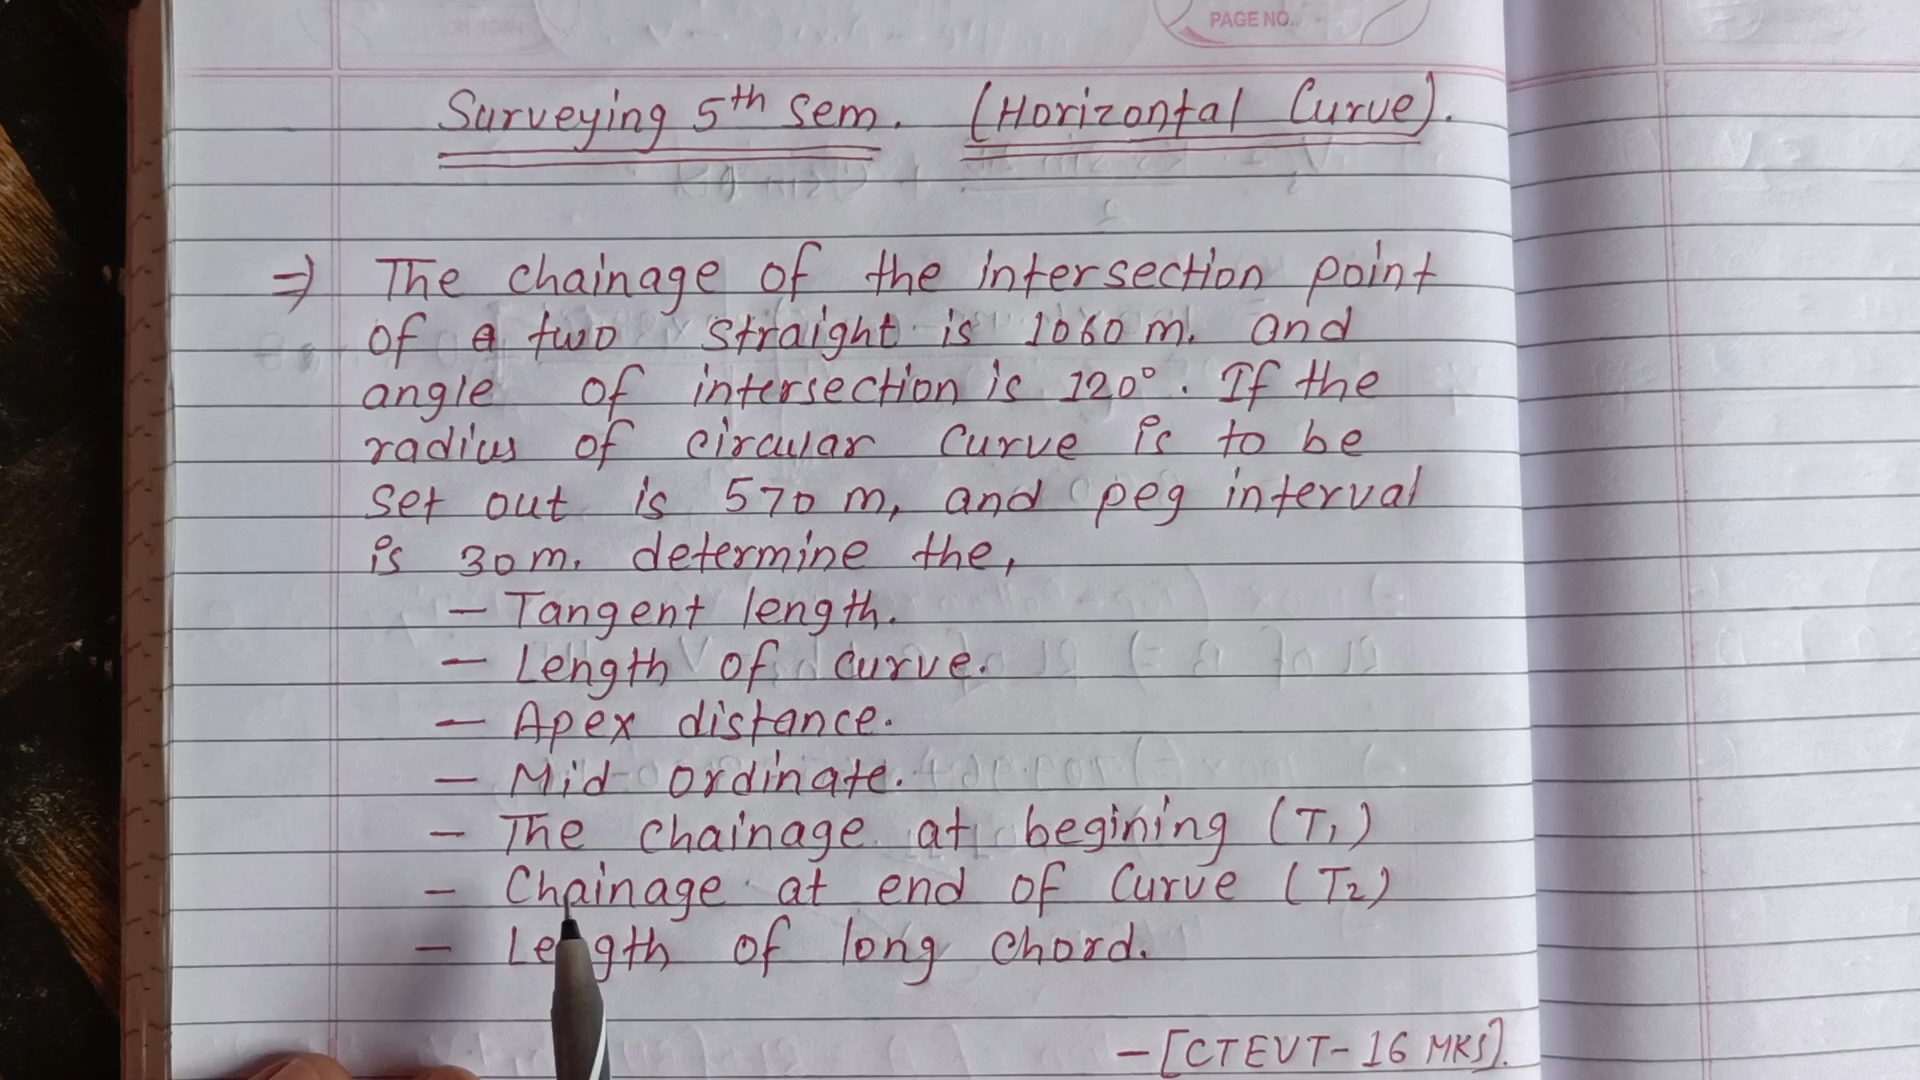 PAGE NO..
Surveying 5th sem. (Horizontal Curve).
⇒ The chainage of the intersection point
of a two straight is 1060 m. and
angle of intersection is 120°. If the
radius of circular curve is to be
set out is 570 m, and peg interval
is 30 m. determine the,
— Tangent length.
— Length of curve.
— Apex distance.
— Mid ordinate.
— The chainage at begining (T1)
— Chainage at end of curve (T2)
— Length of long chord.
— [CTEVT- 16 MKS].